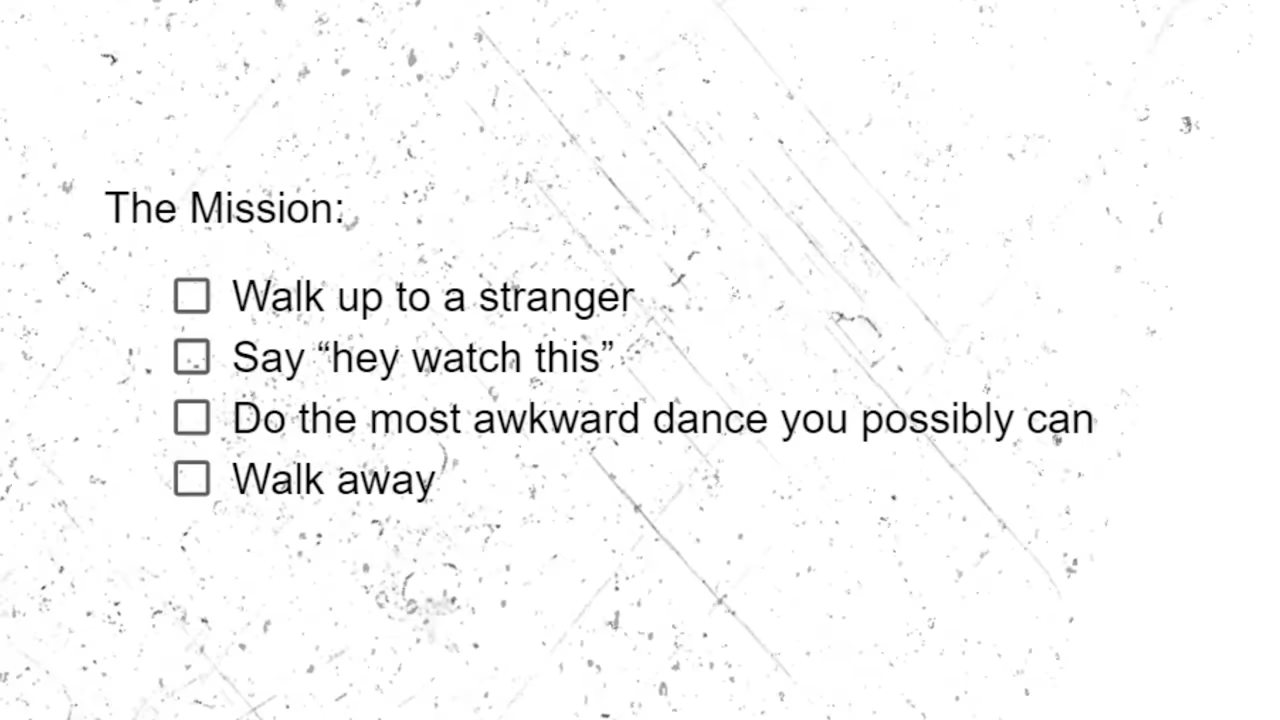 The Mission:
Walk up to a stranger
Say “hey watch this”
Do the most awkward dance you possibly can
Walk away